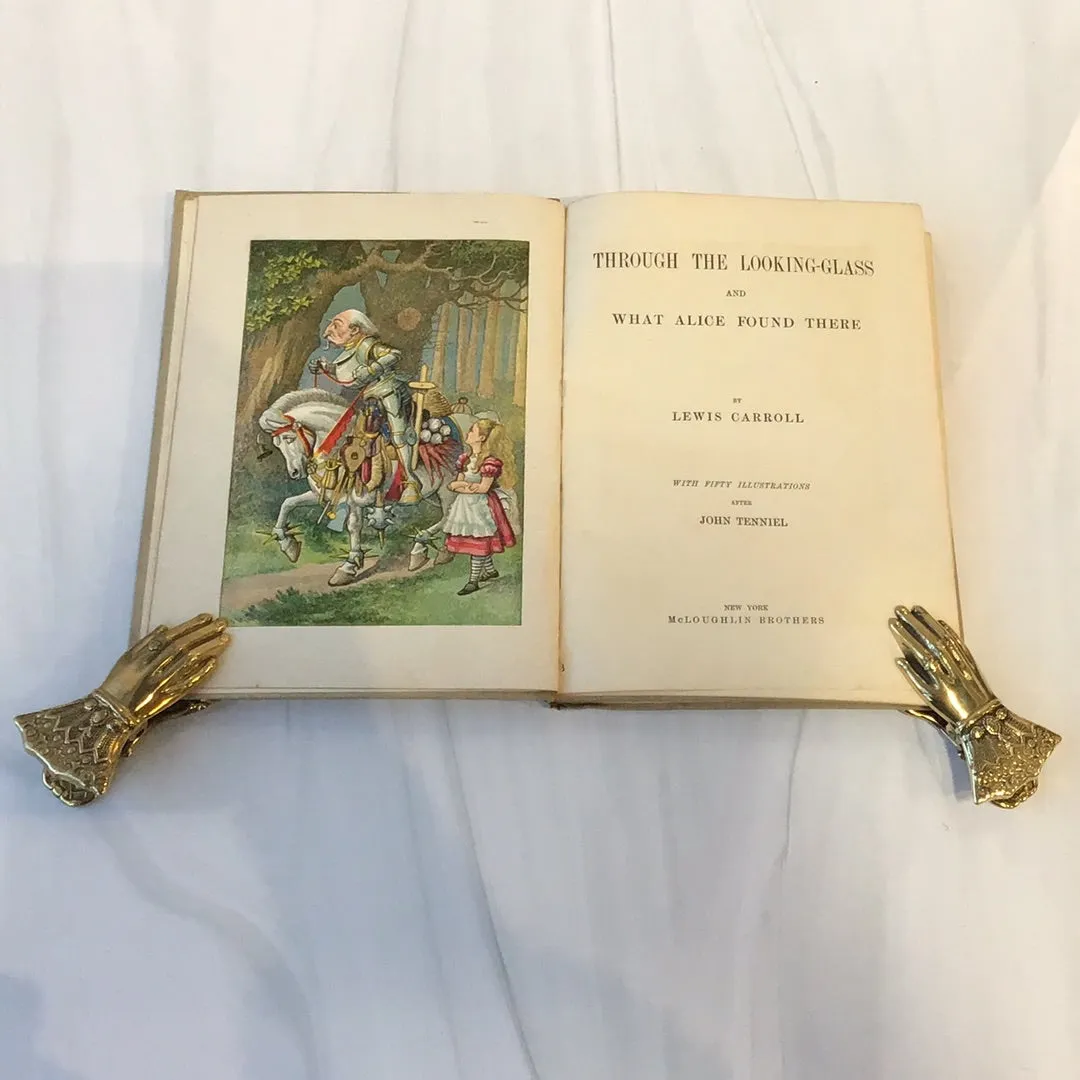 THROUGH THE LOOKING-GLASS
AND
WHAT ALICE FOUND THERE
BY
LEWIS CARROLL
WITH FIFTY ILLUSTRATIONS
AFTER
JOHN TENNIEL
NEW YORK
McLOUGHLIN BROTHERS